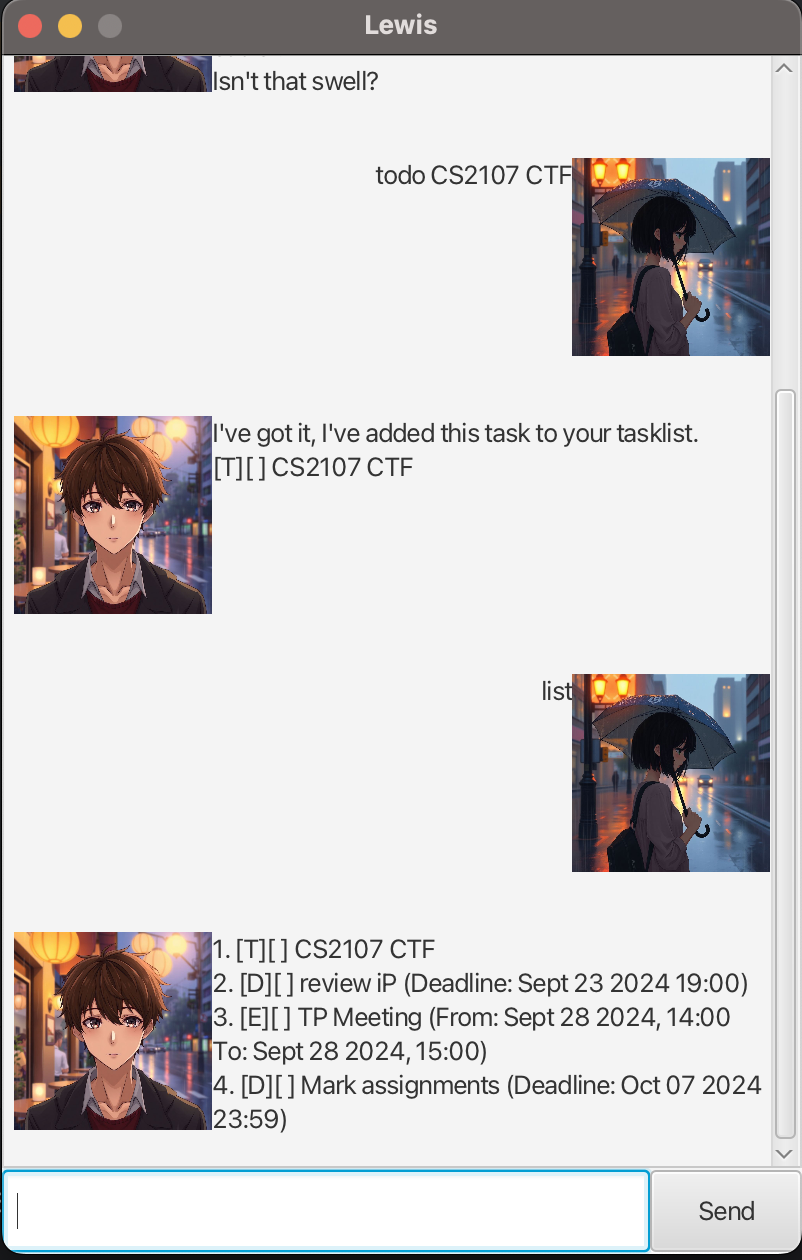 Lewis
Isn't that swell?
todo CS2107 CTF
I've got it, I've added this task to your tasklist.
[T][ ] CS2107 CTF
list
1. [T][ ] CS2107 CTF
2. [D][ ] review iP (Deadline: Sept 23 2024 19:00)
3. [E][ ] TP Meeting (From: Sept 28 2024, 14:00
To: Sept 28 2024, 15:00)
4. [D][ ] Mark assignments (Deadline: Oct 07 2024
23:59)
Send